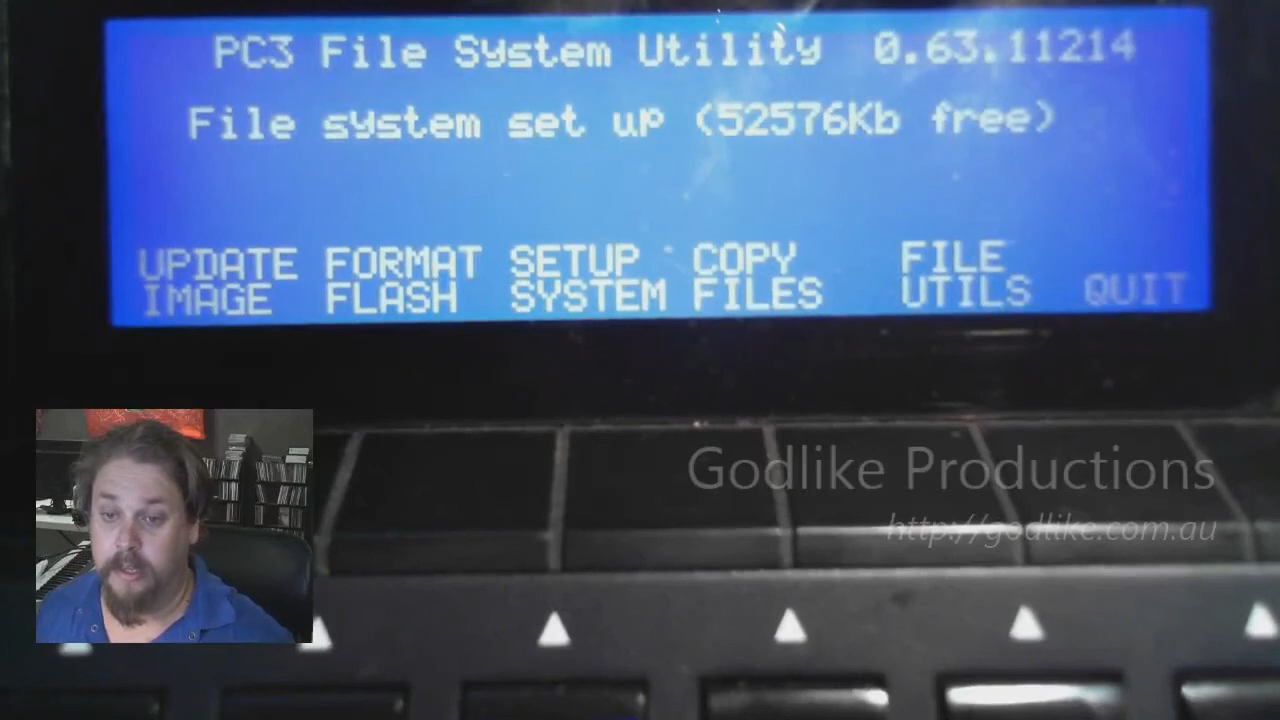 PC3 File System Utility 0.63.11214
File system set up (52576Kb free)
UPDATE FORMAT SETUP COPY FILE
IMAGE FLASH SYSTEM FILES UTILS QUIT
Godlike Productions
http://godlike.com.au